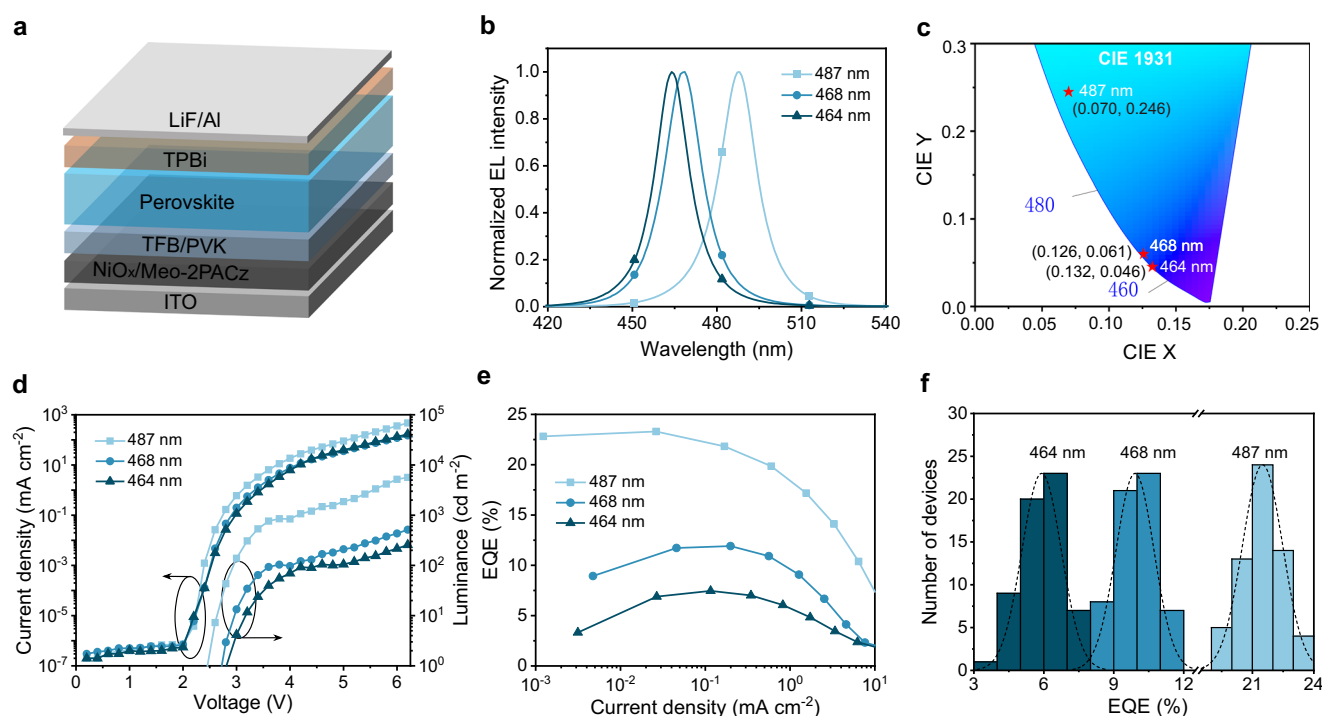 a
LiF/Al
TPBi
Perovskite
TFB/PVK
NiOx/Meo-2PACz
ITO
b
Normalized EL intensity
1.0
0.8
0.6
0.4
0.2
0.0
487 nm
468 nm
464 nm
420 450 480 510 540
Wavelength (nm)
c
CIE Y
0.3
0.2
0.1
0.0
CIE 1931
487 nm
(0.070, 0.246)
480
(0.126, 0.061) 468 nm
(0.132, 0.046) 464 nm
460
0.00 0.05 0.10 0.15 0.20 0.25
CIE X
d
Current density (mA cm⁻²)
10³
10¹
10⁻¹
10⁻³
10⁻⁵
10⁻⁷
487 nm
468 nm
464 nm
10⁵
10⁴
10³
10²
10¹
10⁰
Luminance (cd m⁻²)
0 1 2 3 4 5 6
Voltage (V)
e
EQE (%)
25
20
15
10
5
0
487 nm
468 nm
464 nm
10⁻³ 10⁻² 10⁻¹ 10⁰ 10¹
Current density (mA cm⁻²)
f
Number of devices
30
25
20
15
10
5
0
464 nm 468 nm 487 nm
3 6 9 12 21 24
EQE (%)